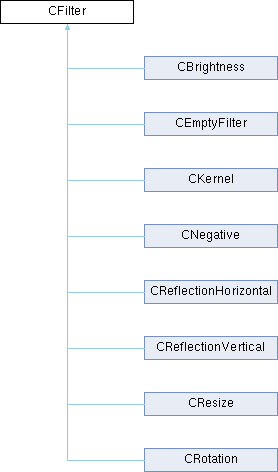 CFilter
CBrightness
CEmptyFilter
CKernel
CNegative
CReflectionHorizontal
CReflectionVertical
CResize
CRotation